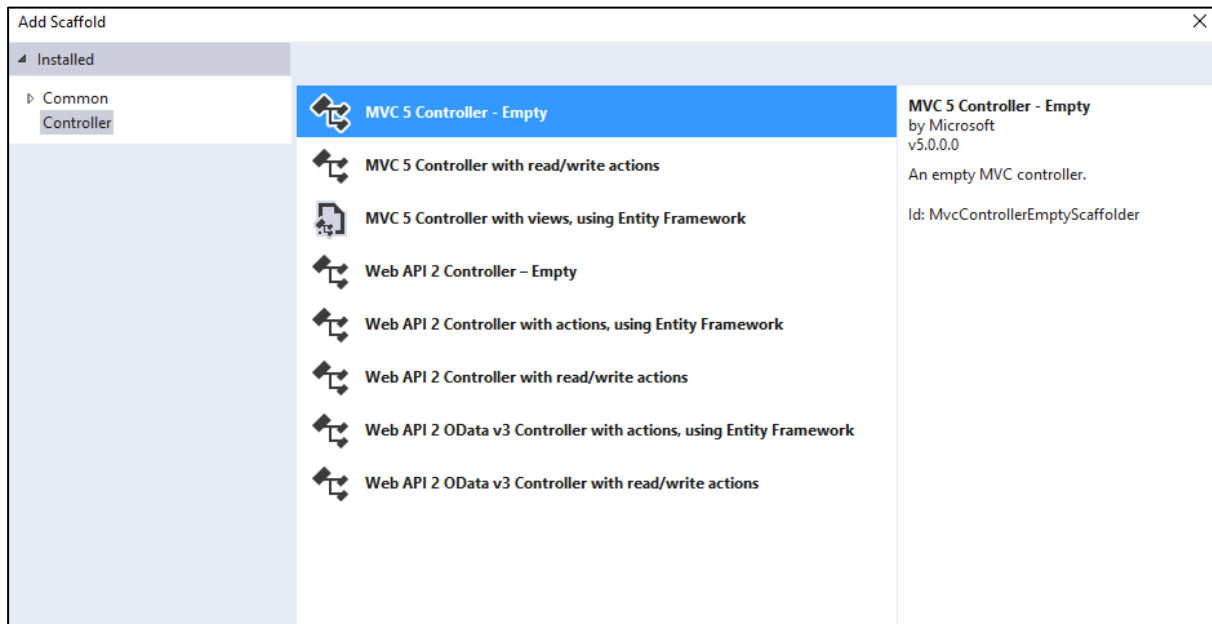 Add Scaffold
Installed
Common
Controller
MVC 5 Controller - Empty
MVC 5 Controller with read/write actions
MVC 5 Controller with views, using Entity Framework
Web API 2 Controller – Empty
Web API 2 Controller with actions, using Entity Framework
Web API 2 Controller with read/write actions
Web API 2 OData v3 Controller with actions, using Entity Framework
Web API 2 OData v3 Controller with read/write actions
MVC 5 Controller - Empty
by Microsoft
v5.0.0.0
An empty MVC controller.
Id: MvcControllerEmptyScaffolder